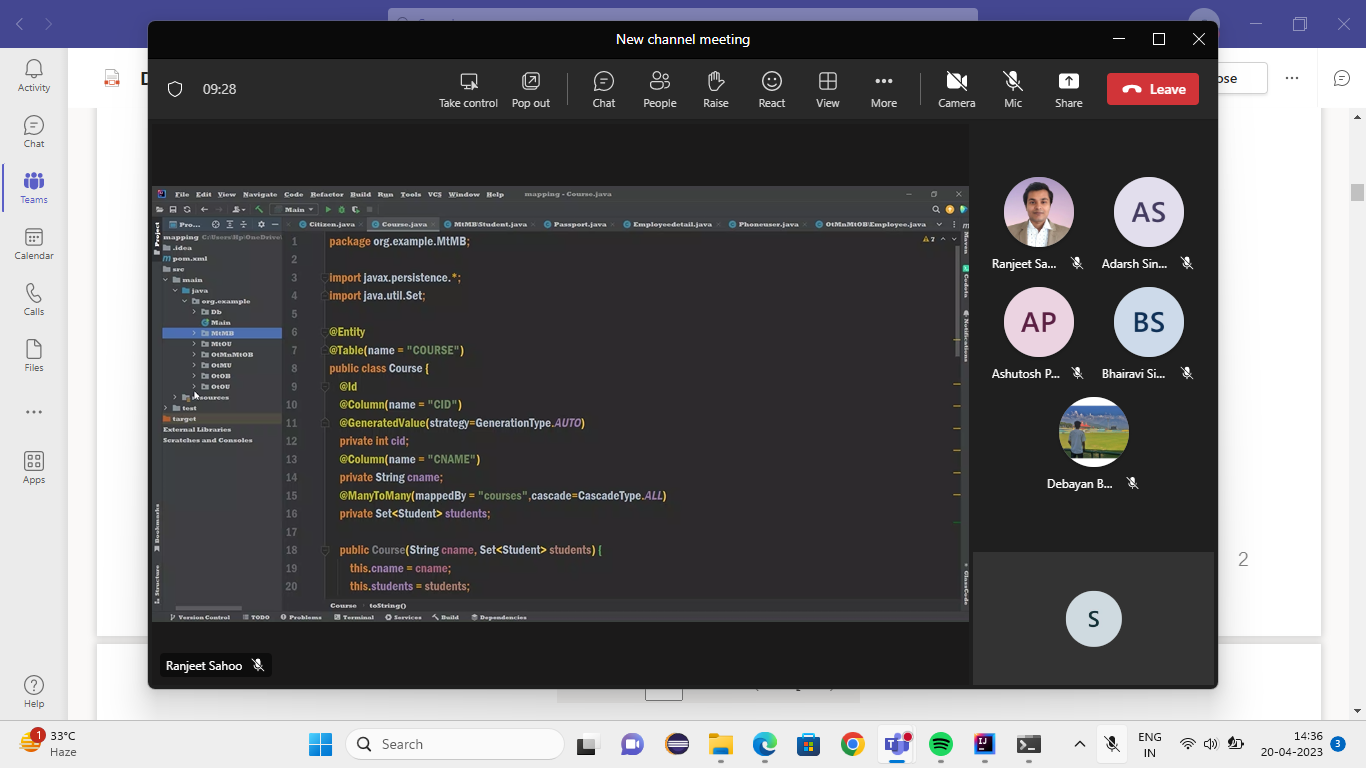 New channel meeting
09:28
Take control
Pop out
Chat
People
Raise
React
View
More
Camera
Mic
Share
Leave
ose
Activity
Chat
Teams
Calendar
Calls
Files
Apps
Help
File Edit View Navigate Code Refactor Build Run Tools VCS Window Help mapping - Course.java
Main
Pro...
Citizen.java
Course.java
MtMB\Student.java
Passport.java
Employeedetail.java
Phoneuser.java
OtMnMtOB\Employee.java
Project
mapping
.idea
pom.xml
src
main
java
org.example
Db
Main
MtMB
MtOU
OtMnMtOB
OtMU
OtOB
OtOU
test
target
External Libraries
Scratches and Consoles
Bookmarks
Structure
1 package org.example.MtMB;
2
3 import javax.persistence.*;
4 import java.util.Set;
5
6 @Entity
7 @Table(name = "COURSE")
8 public class Course {
9 @Id
10 @Column(name = "CID")
11 @GeneratedValue(strategy=GenerationType.AUTO)
12 private int cid;
13 @Column(name = "CNAME")
14 private String cname;
15 @ManyToMany(mappedBy = "courses",cascade=CascadeType.ALL)
16 private Set<Student> students;
17
18 public Course(String cname, Set<Student> students) {
19 this.cname = cname;
20 this.students = students;
2
Maven
Codota
Notifications
GlassCode
Course toString()
Version Control TODO Problems Terminal Services Build Dependencies
Ranjeet Sahoo
Ranjeet Sa...
AS
Adarsh Sin...
AP
Ashutosh P...
BS
Bhairavi Si...
Debayan B...
S
2
1
33°C
Haze
Search
ENG
IN
14:36
20-04-2023
3